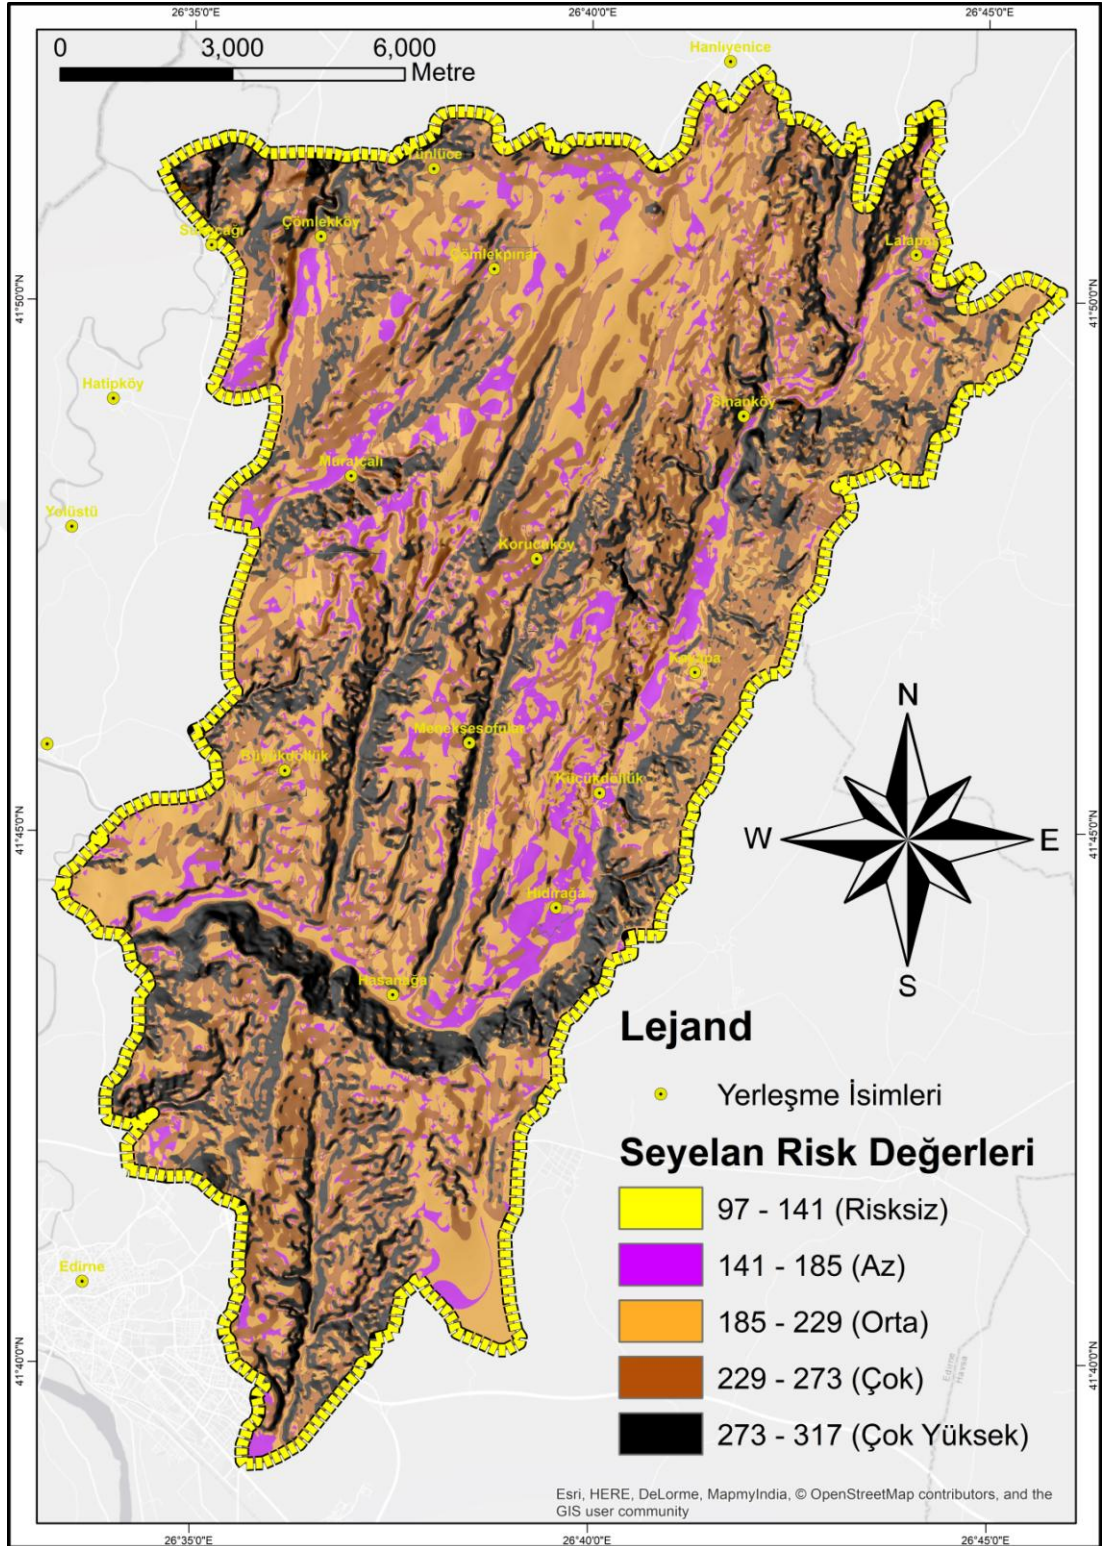 26°35'0"E 26°40'0"E 26°45'0"E
0 3,000 6,000
Metre
Hanlıyenice
Ünlüce
Çömlekköy
Lalapaşa
Çömlekpınar
41°50'0"N 41°50'0"N
Hatipköy
Sinanköy
Muratçalı
Yolüstü
Korucuköy
N
Menekşesofular
Büyükdöllük
Küçükdöllük
41°45'0"N W E 41°45'0"N
Hıdırağa
S
Hasanağa
Lejand
Yerleşme İsimleri
Seyelan Risk Değerleri
97 - 141 (Risksiz)
141 - 185 (Az)
Edirne
185 - 229 (Orta)
41°40'0"N 41°40'0"N
Edirne
Havsa
229 - 273 (Çok)
273 - 317 (Çok Yüksek)
Esri, HERE, DeLorme, MapmyIndia, © OpenStreetMap contributors, and the
GIS user community
26°35'0"E 26°40'0"E 26°45'0"E